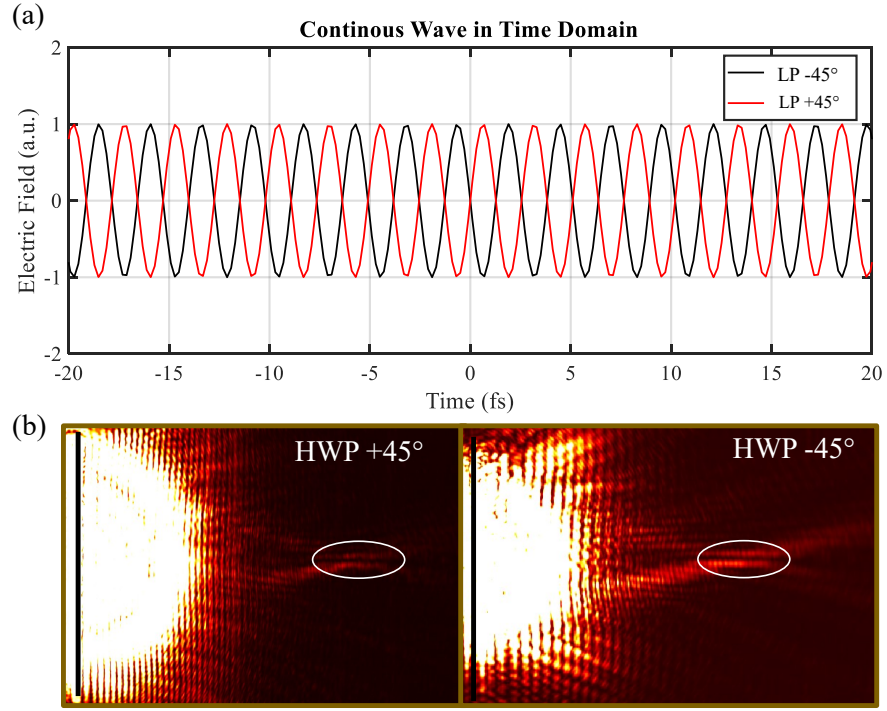 (a)
Continous Wave in Time Domain
Electric Field (a.u.)
2
1
0
-1
-2
LP -45°
LP +45°
-20 -15 -10 -5 0 5 10 15 20
Time (fs)
(b)
HWP +45° HWP -45°